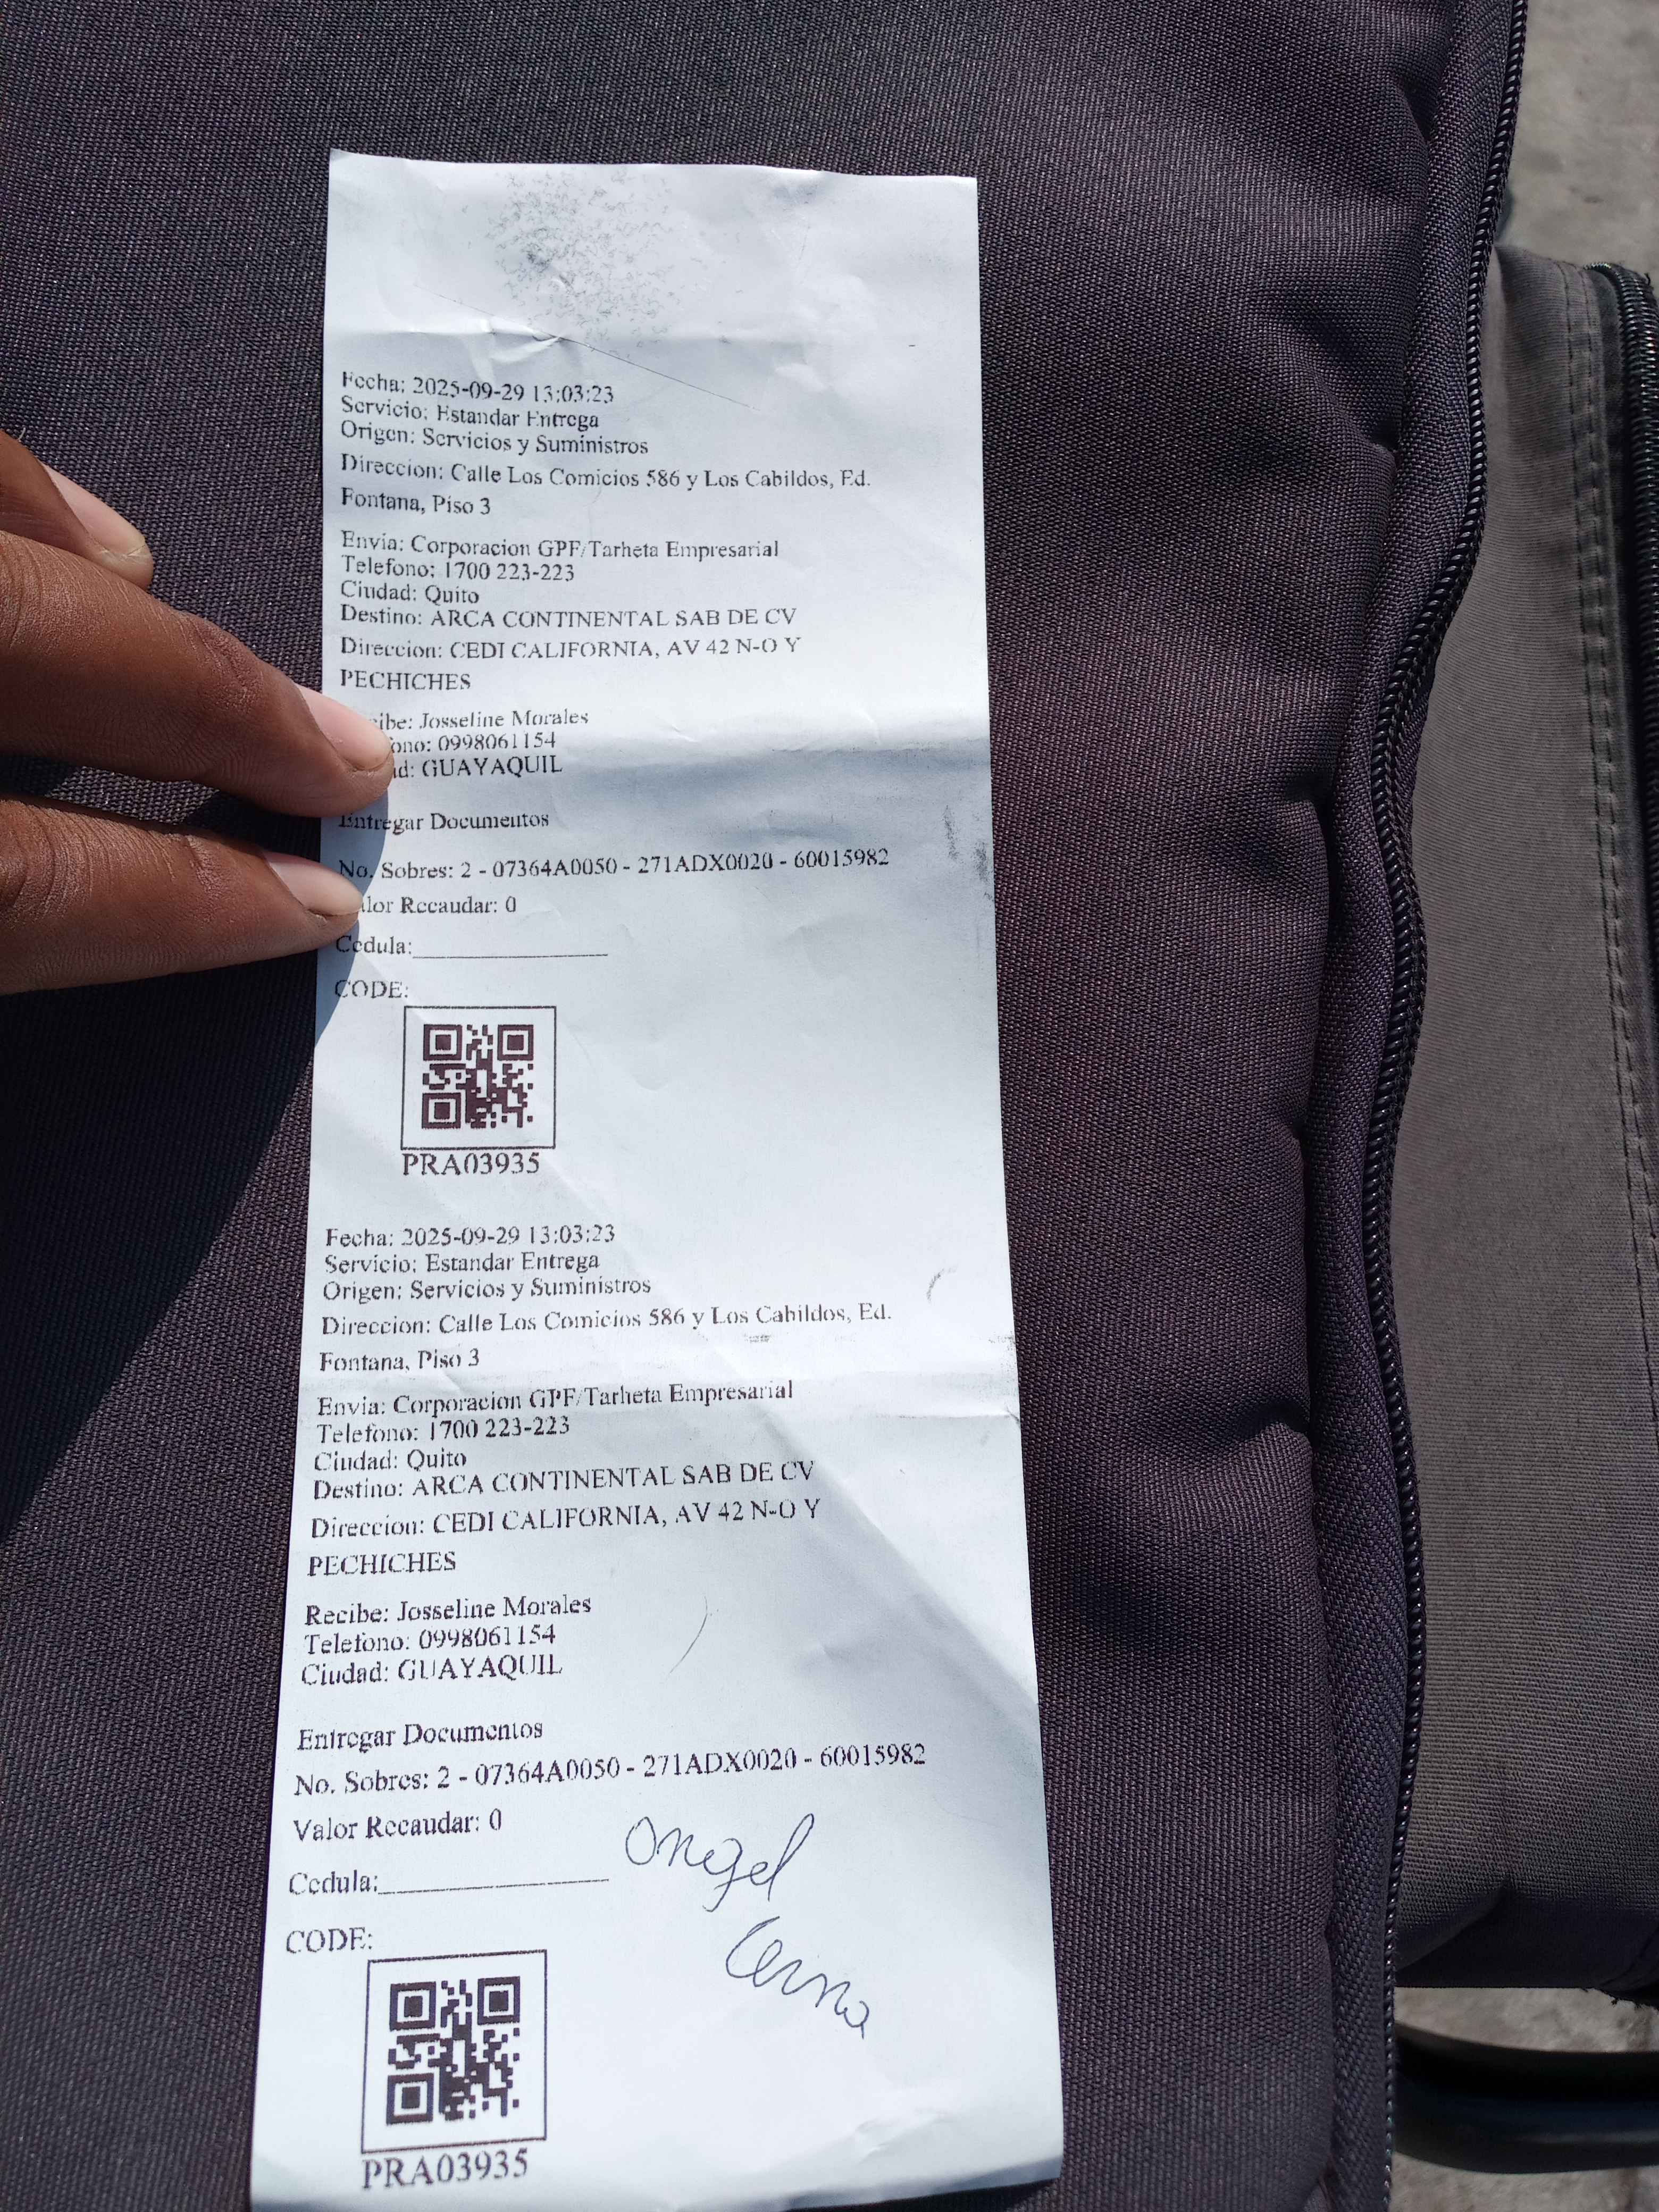 Fecha: 2025-09-29 13:03:23
Servicio: Estandar Entrega
Origen: Servicios y Suministros
Direccion: Calle Los Comicios 586 y Los Cabildos, Ed.
Fontana, Piso 3
Envia: Corporacion GPF/Tarheta Empresarial
Telefono: 1700 223-223
Ciudad: Quito
Destino: ARCA CONTINENTAL SAB DE CV
Direccion: CEDI CALIFORNIA, AV 42 N-O Y
PECHICHES
ibe: Josseline Morales
ono: 0998061154
d: GUAYAQUIL
Entregar Documentos
No. Sobres: 2 - 07364A0050 - 271ADX0020 - 60015982
lor Recaudar: 0
Cedula:
CODE:
PRA03935
Fecha: 2025-09-29 13:03:23
Servicio: Estandar Entrega
Origen: Servicios y Suministros
Direccion: Calle Los Comicios 586 y Los Cabildos, Ed.
Fontana, Piso 3
Envia: Corporacion GPF/Tarheta Empresarial
Telefono: 1700 223-223
Ciudad: Quito
Destino: ARCA CONTINENTAL SAB DE CV
Direccion: CEDI CALIFORNIA, AV 42 N-O Y
PECHICHES
Recibe: Josseline Morales
Telefono: 0998061154
Ciudad: GUAYAQUIL
Entregar Documentos
No. Sobres: 2 - 07364A0050 - 271ADX0020 - 60015982
Valor Recaudar: 0
Cedula:
Angel
CODE:
PRA03935